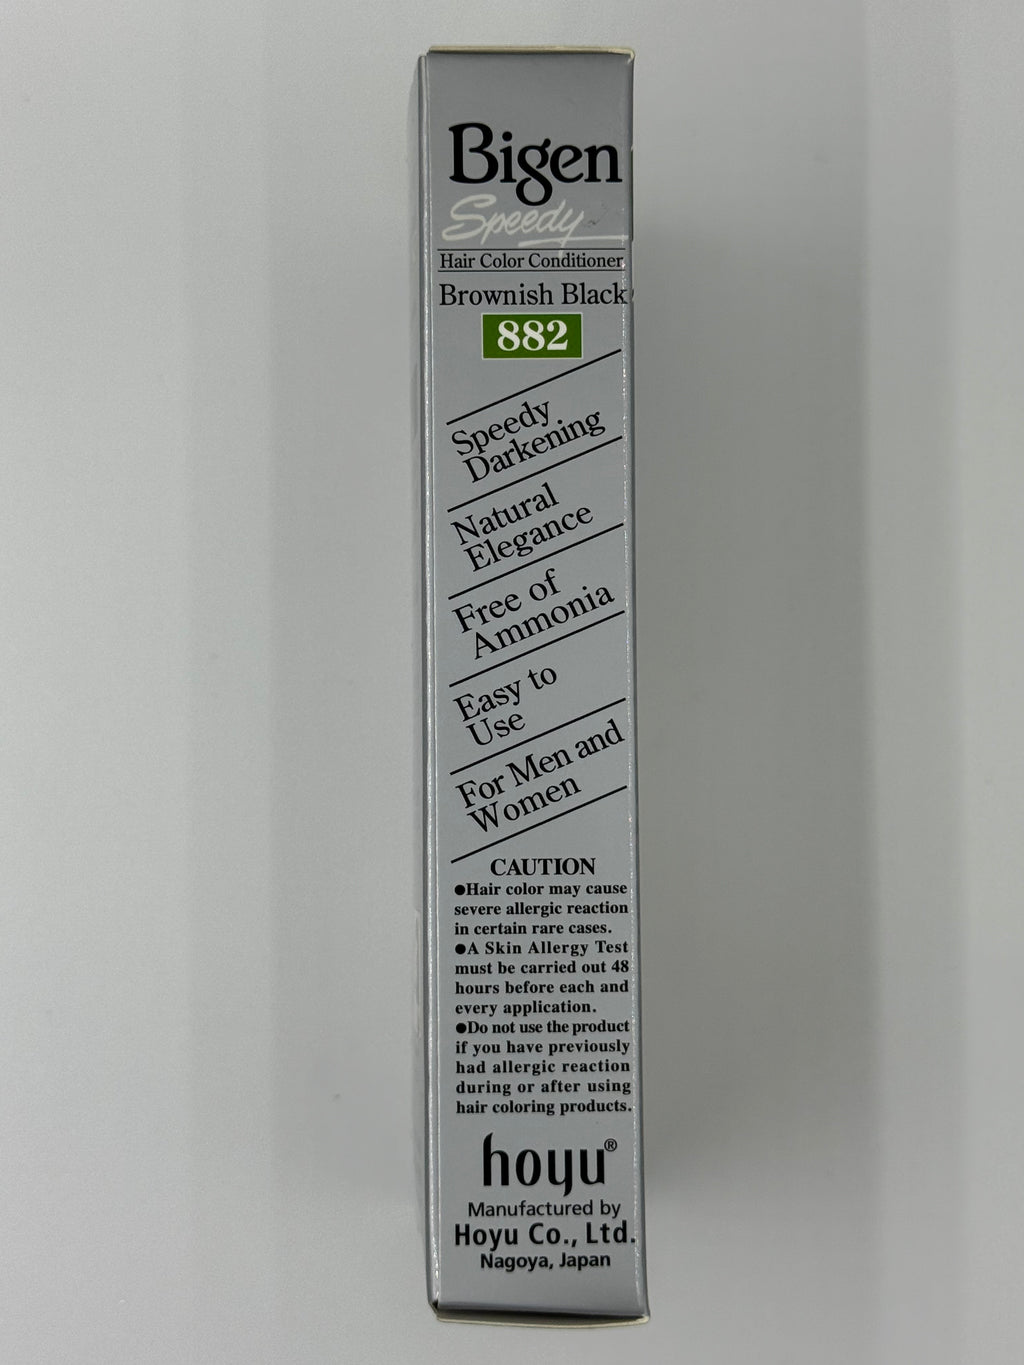 Bigen
Speedy
Hair Color Conditioner
Brownish Black
882
Speedy
Darkening
Natural
Elegance
Free of
Ammonia
Easy to
Use
For Men and
Women
CAUTION
●Hair color may cause
severe allergic reaction
in certain rare cases.
●A Skin Allergy Test
must be carried out 48
hours before each and
every application.
●Do not use the product
if you have previously
had allergic reaction
during or after using
hair coloring products.
hoyu®
Manufactured by
Hoyu Co., Ltd.
Nagoya, Japan